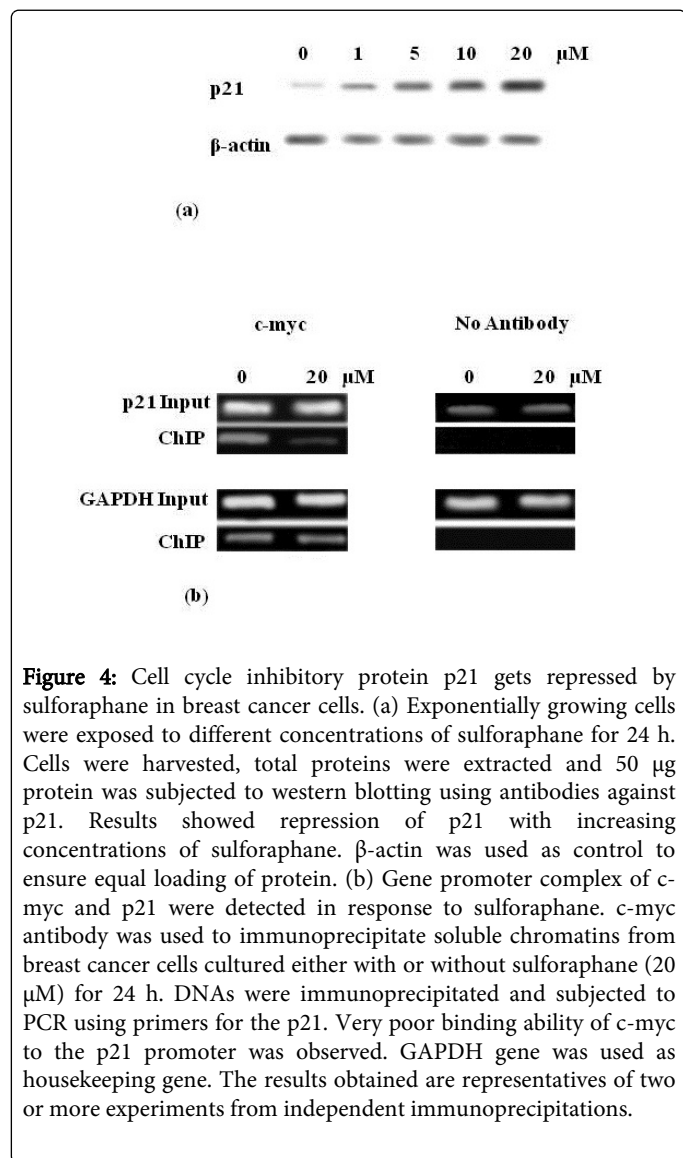 0 1 5 10 20 μM
p21
β-actin
(a)
c-myc No Antibody
0 20 μM 0 20 μM
p21 Input
ChIP
GAPDH Input
ChIP
(b)
Figure 4: Cell cycle inhibitory protein p21 gets repressed by
sulforaphane in breast cancer cells. (a) Exponentially growing cells
were exposed to different concentrations of sulforaphane for 24 h.
Cells were harvested, total proteins were extracted and 50 μg
protein was subjected to western blotting using antibodies against
p21. Results showed repression of p21 with increasing
concentrations of sulforaphane. β-actin was used as control to
ensure equal loading of protein. (b) Gene promoter complex of c-
myc and p21 were detected in response to sulforaphane. c-myc
antibody was used to immunoprecipitate soluble chromatins from
breast cancer cells cultured either with or without sulforaphane (20
μM) for 24 h. DNAs were immunoprecipitated and subjected to
PCR using primers for the p21. Very poor binding ability of c-myc
to the p21 promoter was observed. GAPDH gene was used as
housekeeping gene. The results obtained are representatives of two
or more experiments from independent immunoprecipitations.